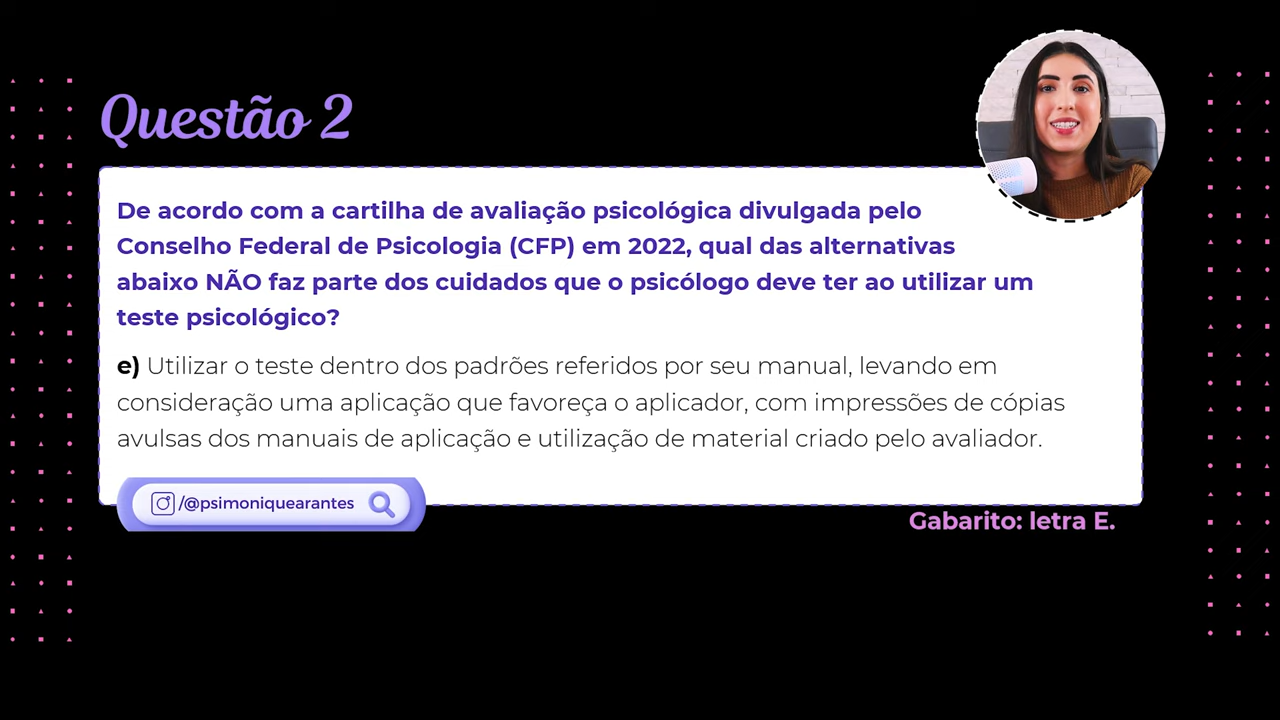 Questão 2
De acordo com a cartilha de avaliação psicológica divulgada pelo
Conselho Federal de Psicologia (CFP) em 2022, qual das alternativas
abaixo NÃO faz parte dos cuidados que o psicólogo deve ter ao utilizar um
teste psicológico?
e) Utilizar o teste dentro dos padrões referidos por seu manual, levando em
consideração uma aplicação que favoreça o aplicador, com impressões de cópias
avulsas dos manuais de aplicação e utilização de material criado pelo avaliador.
/@psimoniquearantes
Gabarito: letra E.